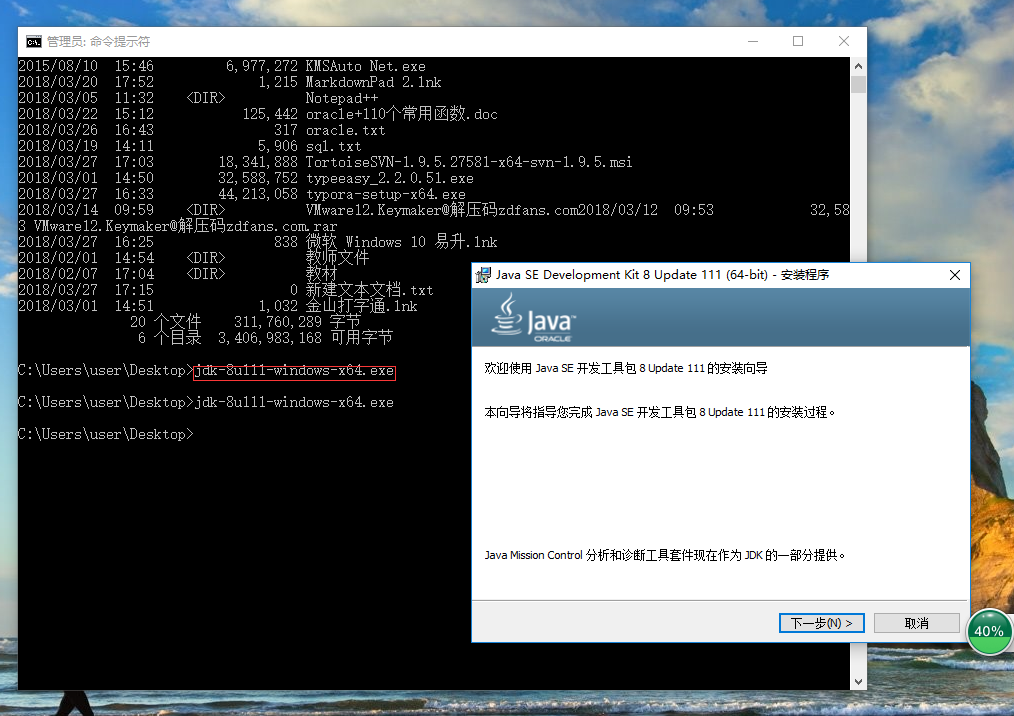 管理员: 命令提示符
2015/08/10  15:46         6,977,272 KMSAuto Net.exe
2018/03/20  17:52             1,215 MarkdownPad 2.lnk
2018/03/05  11:32    <DIR>          Notepad++
2018/03/22  15:12           125,442 oracle+110个常用函数.doc
2018/03/26  16:43               317 oracle.txt
2018/03/19  14:11             5,906 sql.txt
2018/03/27  17:03        18,341,888 TortoiseSVN-1.9.5.27581-x64-svn-1.9.5.msi
2018/03/01  14:50        32,588,752 typeeasy_2.2.0.51.exe
2018/03/27  16:33        44,213,058 typora-setup-x64.exe
2018/03/14  09:59    <DIR>          VMware12.Keymaker@解压码zdfans.com2018/03/12  09:53            32,58
3 VMware12.Keymaker@解压码zdfans.com.rar
2018/03/27  16:25               838 微软 Windows 10 易升.lnk
2018/02/01  14:54    <DIR>          教师文件
2018/02/07  17:04    <DIR>          教材
2018/03/27  17:15                 0 新建文本文档.txt
2018/03/01  14:51             1,032 金山打字通.lnk
20 个文件    311,760,289 字节
6 个目录  3,406,983,168 可用字节
C:\Users\user\Desktop>jdk-8u111-windows-x64.exe
C:\Users\user\Desktop>jdk-8u111-windows-x64.exe
C:\Users\user\Desktop>
Java SE Development Kit 8 Update 111 (64-bit) - 安装程序
Java™
ORACLE
欢迎使用 Java SE 开发工具包 8 Update 111 的安装向导
本向导将指导您完成 Java SE 开发工具包 8 Update 111 的安装过程。
Java Mission Control 分析和诊断工具套件现在作为 JDK 的一部分提供。
下一步(N) >
取消
40%